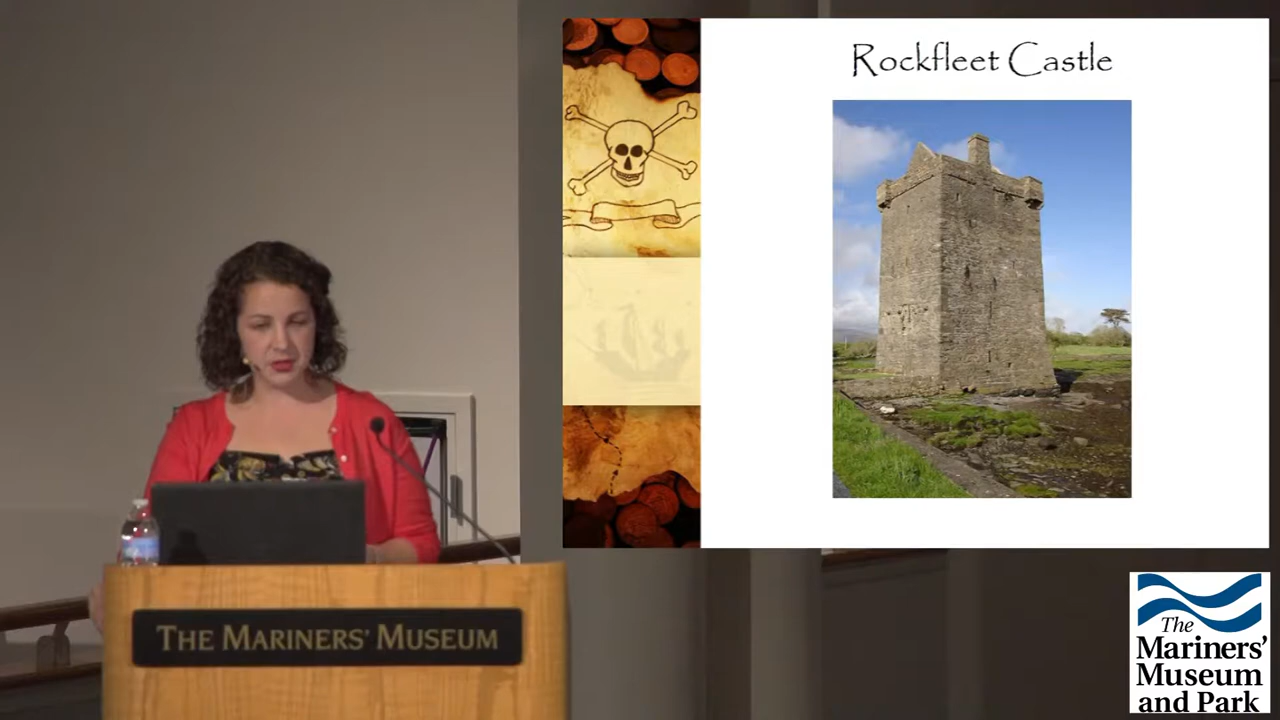 Rockfleet Castle
THE MARINERS' MUSEUM
The
Mariners'
Museum
and Park